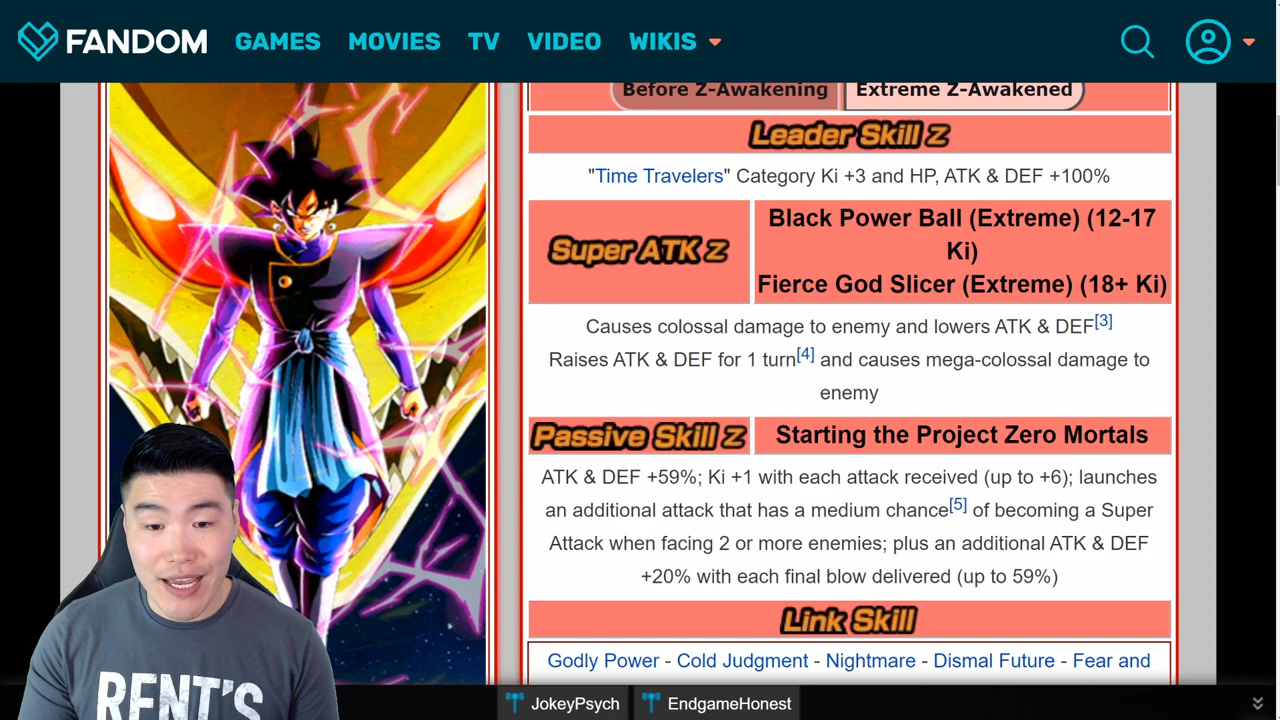 FANDOM GAMES MOVIES TV VIDEO WIKIS
Before Z-Awakening Extreme Z-Awakened
Leader Skill Z
"Time Travelers" Category Ki +3 and HP, ATK & DEF +100%
Super ATK Z
Black Power Ball (Extreme) (12-17
Ki)
Fierce God Slicer (Extreme) (18+ Ki)
Causes colossal damage to enemy and lowers ATK & DEF[3]
Raises ATK & DEF for 1 turn[4] and causes mega-colossal damage to
enemy
Passive Skill Z
Starting the Project Zero Mortals
ATK & DEF +59%; Ki +1 with each attack received (up to +6); launches
an additional attack that has a medium chance[5] of becoming a Super
Attack when facing 2 or more enemies; plus an additional ATK & DEF
+20% with each final blow delivered (up to 59%)
Link Skill
Godly Power - Cold Judgment - Nightmare - Dismal Future - Fear and
JokeyPsych EndgameHonest
RENT'S